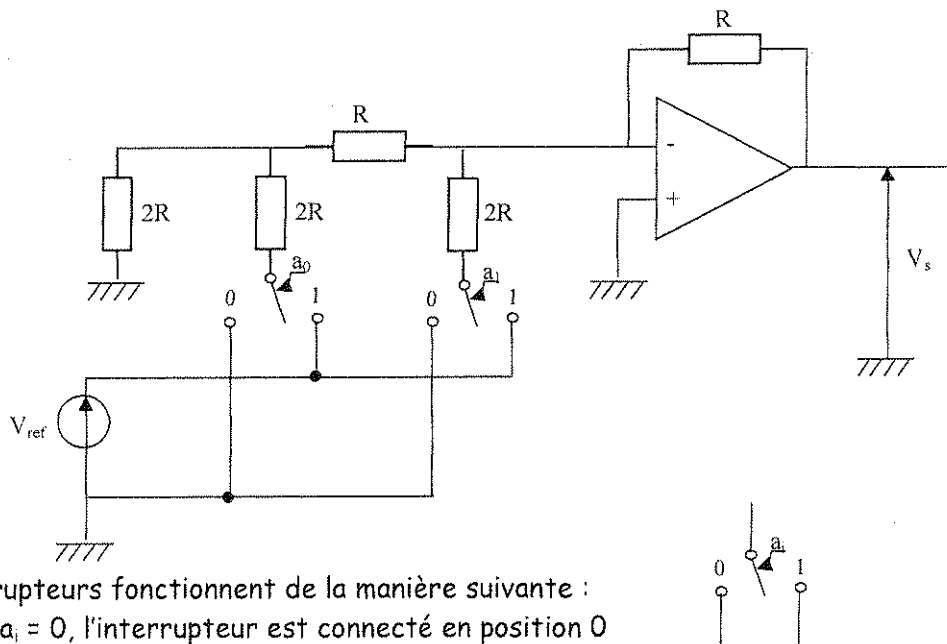 R
R
-
+
2R
2R
2R
a₀
a₁
0
1
0
1
Vₛ
V_ref
rupteurs fonctionnent de la manière suivante :
aᵢ = 0, l'interrupteur est connecté en position 0
aᵢ
0
1